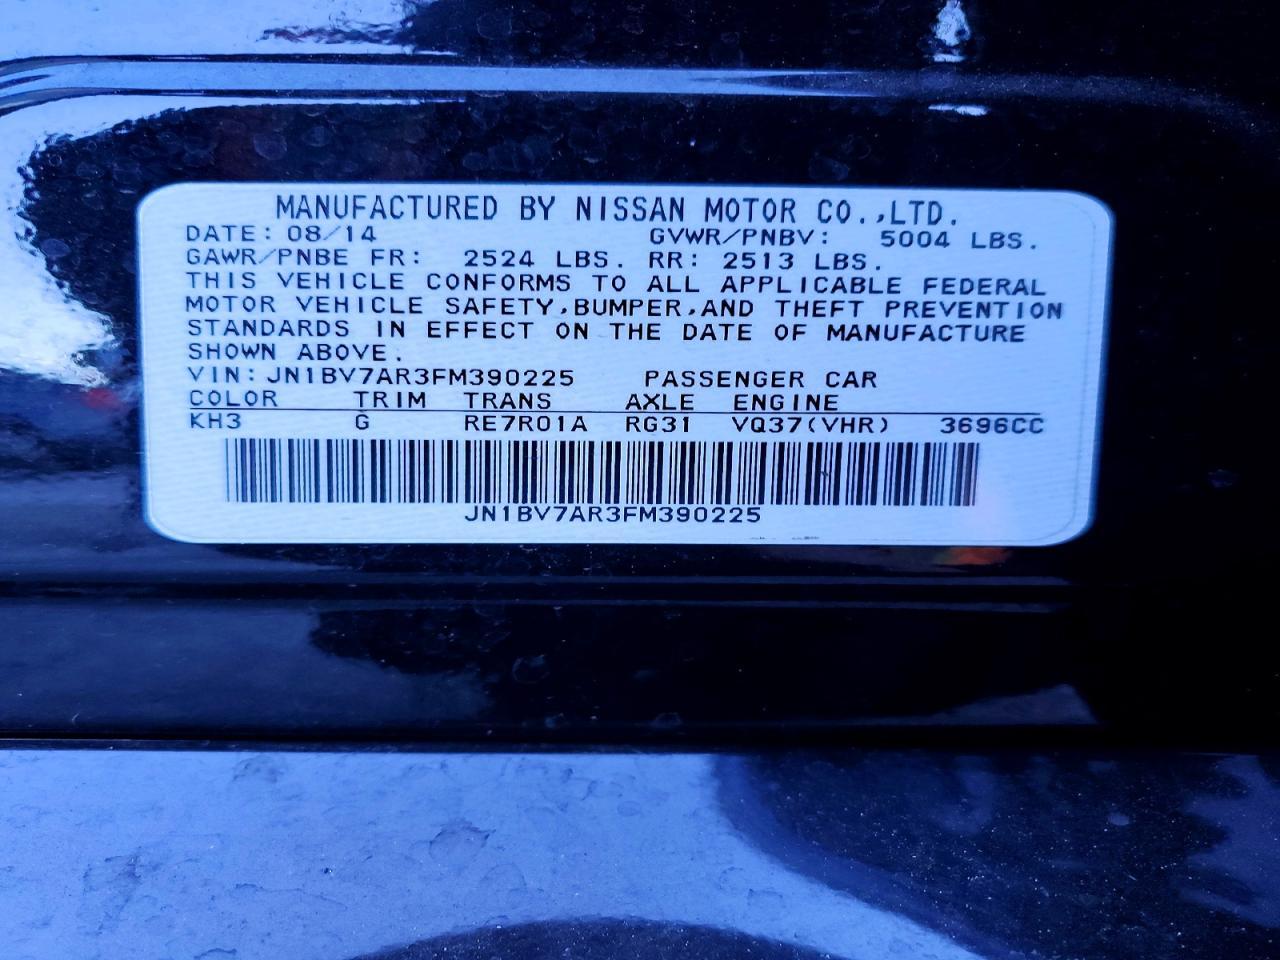 MANUFACTURED BY NISSAN MOTOR CO.,LTD.
DATE: 08/14 GVWR/PNBV: 5004 LBS.
GAWR/PNBE FR: 2524 LBS. RR: 2513 LBS.
THIS VEHICLE CONFORMS TO ALL APPLICABLE FEDERAL
MOTOR VEHICLE SAFETY,BUMPER,AND THEFT PREVENTION
STANDARDS IN EFFECT ON THE DATE OF MANUFACTURE
SHOWN ABOVE.
VIN: JN1BV7AR3FM390225 PASSENGER CAR
COLOR TRIM TRANS AXLE ENGINE
KH3 G RE7R01A RG31 VQ37(VHR) 3696CC
JN1BV7AR3FM390225